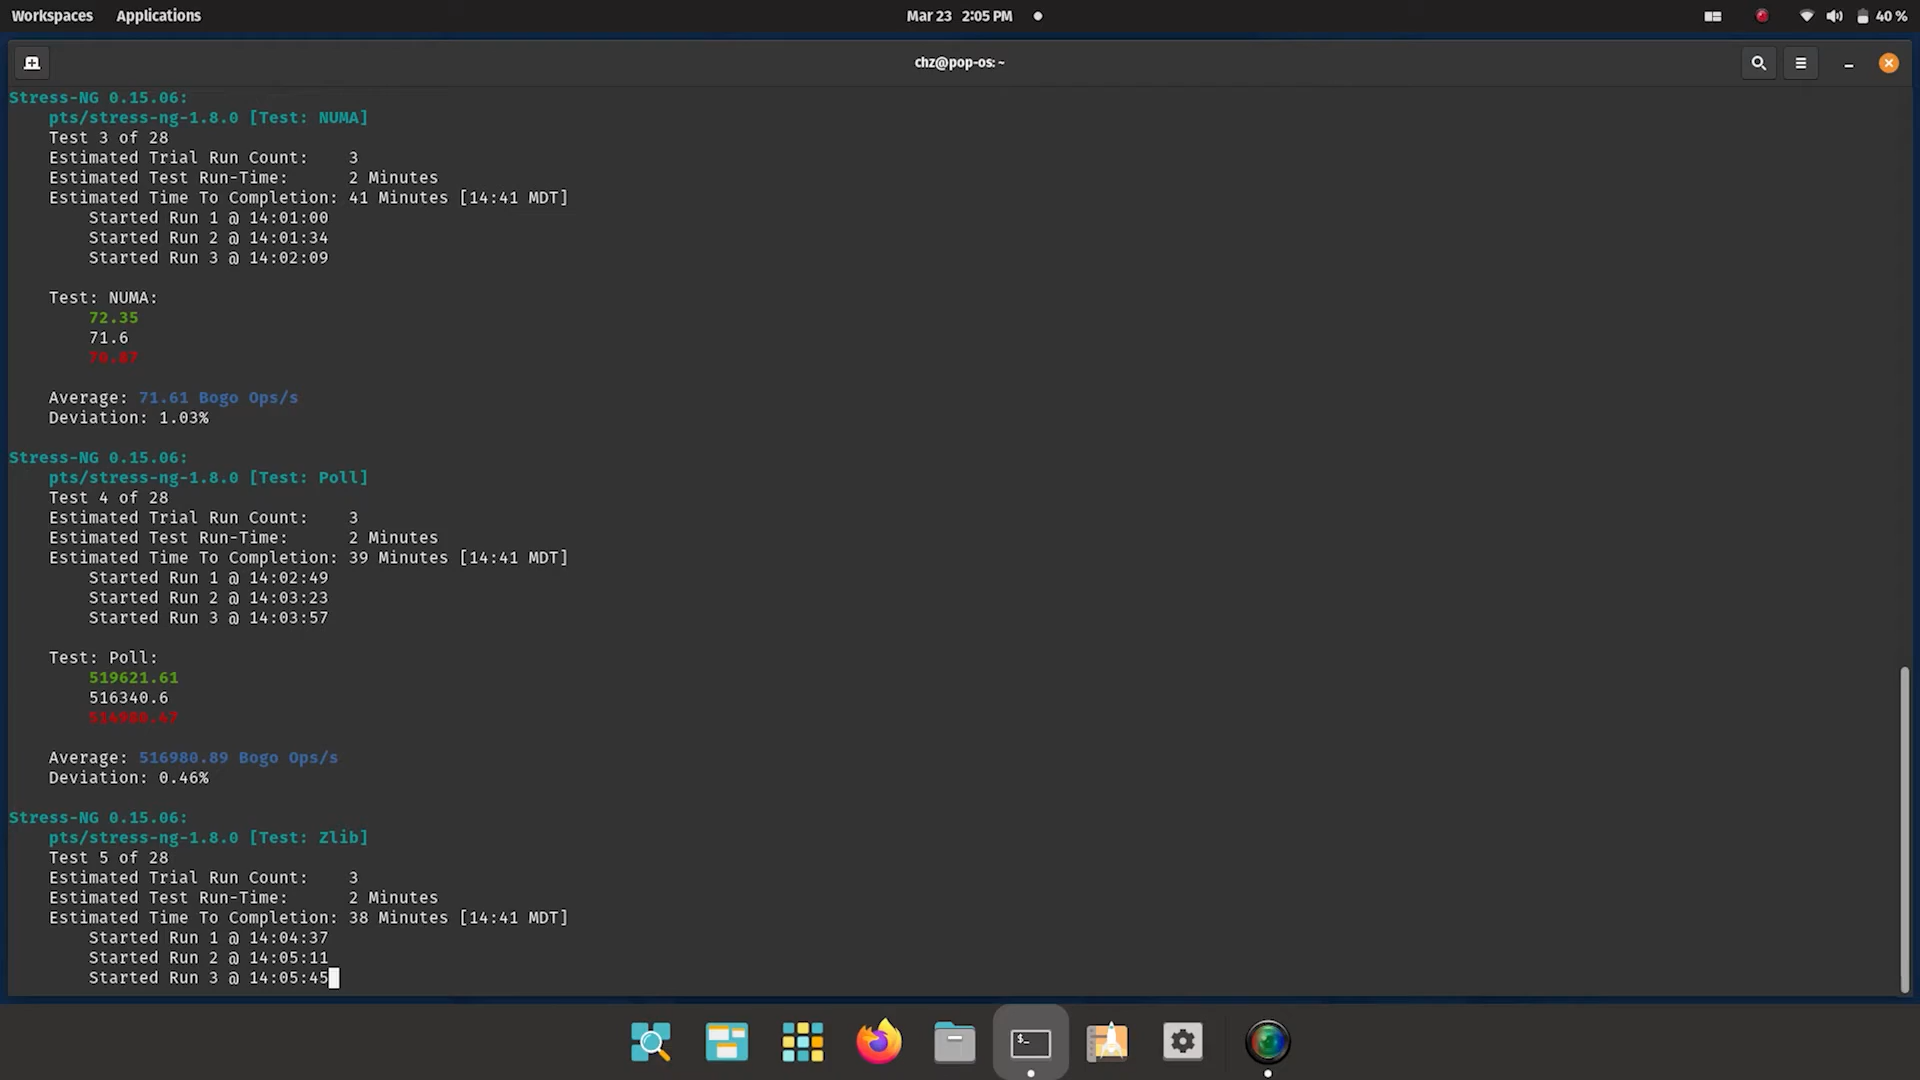 Workspaces Applications Mar 23 2:05 PM 40 %
chz@pop-os: ~
Stress-NG 0.15.06:
pts/stress-ng-1.8.0 [Test: NUMA]
Test 3 of 28
Estimated Trial Run Count: 3
Estimated Test Run-Time: 2 Minutes
Estimated Time To Completion: 41 Minutes [14:41 MDT]
Started Run 1 @ 14:01:00
Started Run 2 @ 14:01:34
Started Run 3 @ 14:02:09
Test: NUMA:
72.35
71.6
70.87
Average: 71.61 Bogo Ops/s
Deviation: 1.03%
Stress-NG 0.15.06:
pts/stress-ng-1.8.0 [Test: Poll]
Test 4 of 28
Estimated Trial Run Count: 3
Estimated Test Run-Time: 2 Minutes
Estimated Time To Completion: 39 Minutes [14:41 MDT]
Started Run 1 @ 14:02:49
Started Run 2 @ 14:03:23
Started Run 3 @ 14:03:57
Test: Poll:
519621.61
516340.6
Average: 516980.89 Bogo Ops/s
Deviation: 0.46%
Stress-NG 0.15.06:
pts/stress-ng-1.8.0 [Test: Zlib]
Test 5 of 28
Estimated Trial Run Count: 3
Estimated Test Run-Time: 2 Minutes
Estimated Time To Completion: 38 Minutes [14:41 MDT]
Started Run 1 @ 14:04:37
Started Run 2 @ 14:05:11
Started Run 3 @ 14:05:45
$_